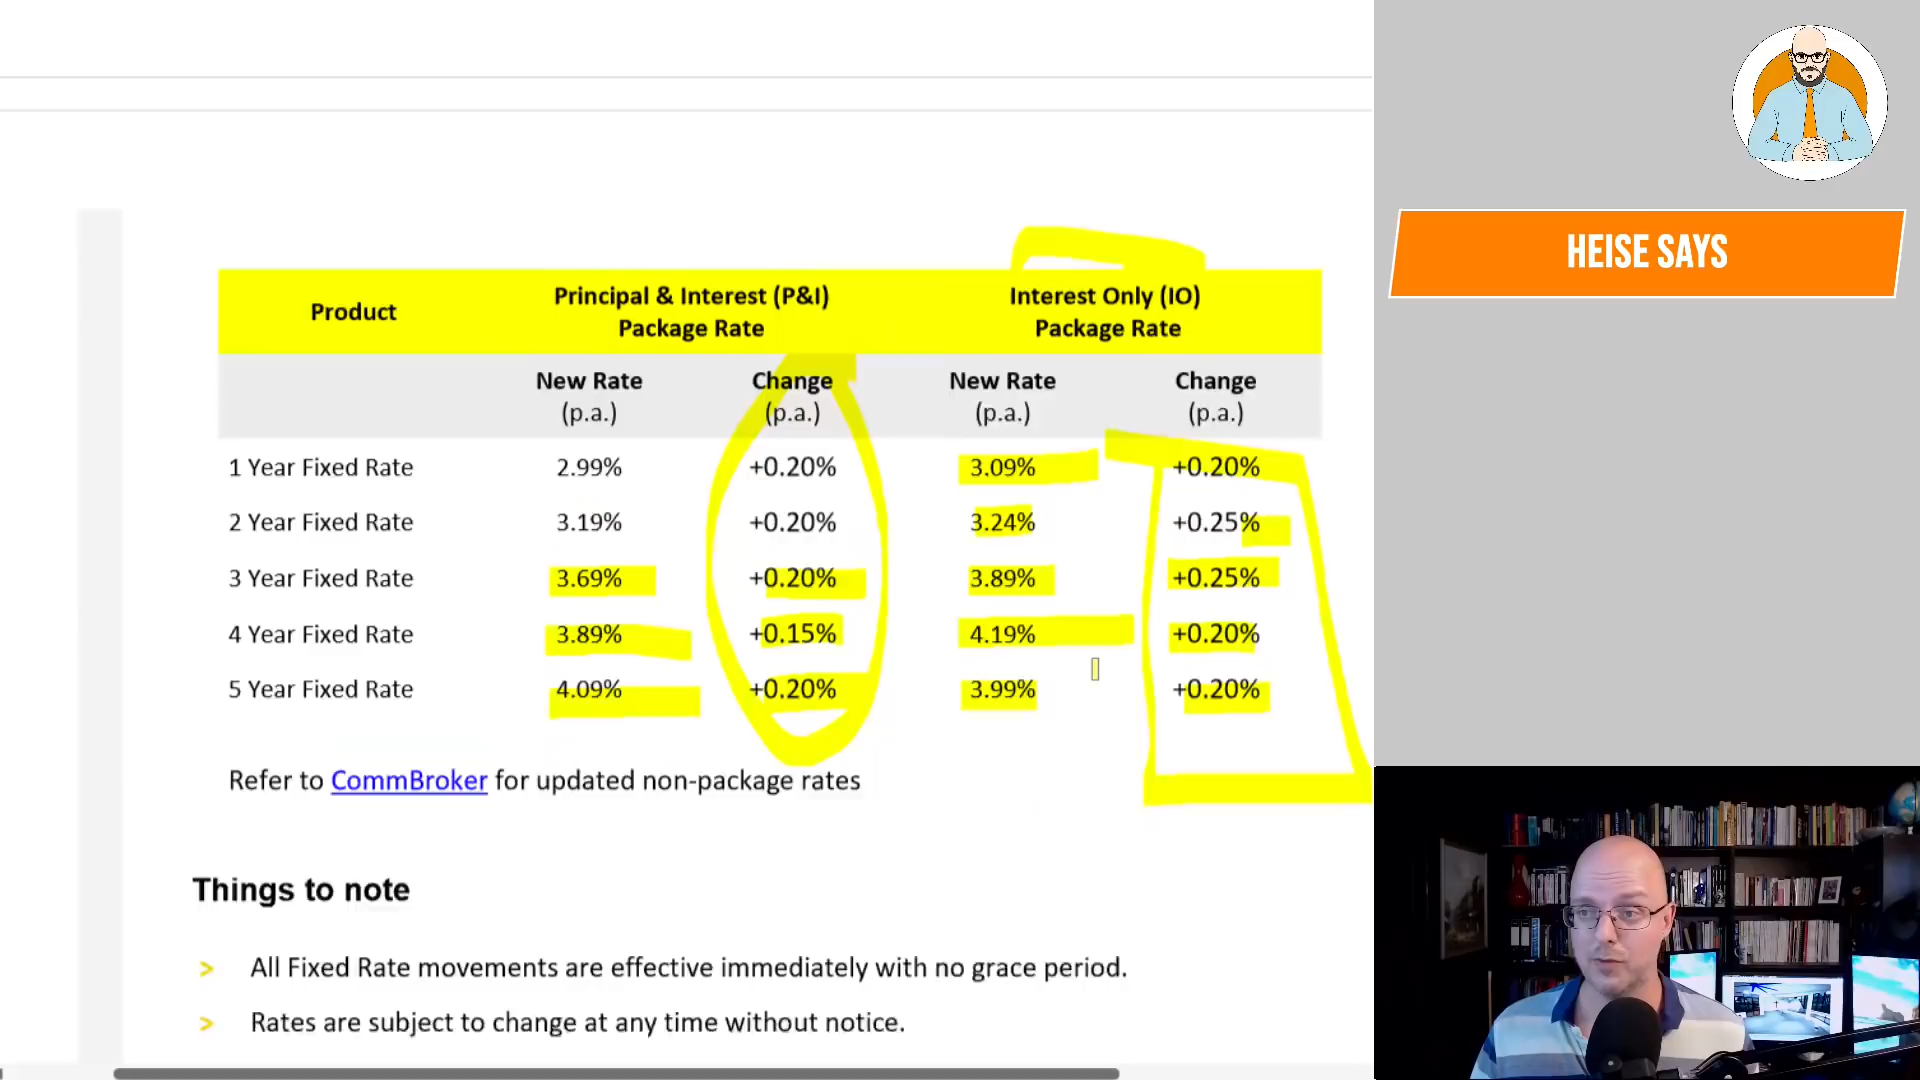 HEISE SAYS
Product Principal & Interest (P&I) Package Rate Interest Only (IO) Package Rate
New Rate (p.a.) Change (p.a.) New Rate (p.a.) Change (p.a.)
1 Year Fixed Rate 2.99% +0.20% 3.09% +0.20%
2 Year Fixed Rate 3.19% +0.20% 3.24% +0.25%
3 Year Fixed Rate 3.69% +0.20% 3.89% +0.25%
4 Year Fixed Rate 3.89% +0.15% 4.19% +0.20%
5 Year Fixed Rate 4.09% +0.20% 3.99% +0.20%
Refer to CommBroker for updated non-package rates
Things to note
> All Fixed Rate movements are effective immediately with no grace period.
> Rates are subject to change at any time without notice.